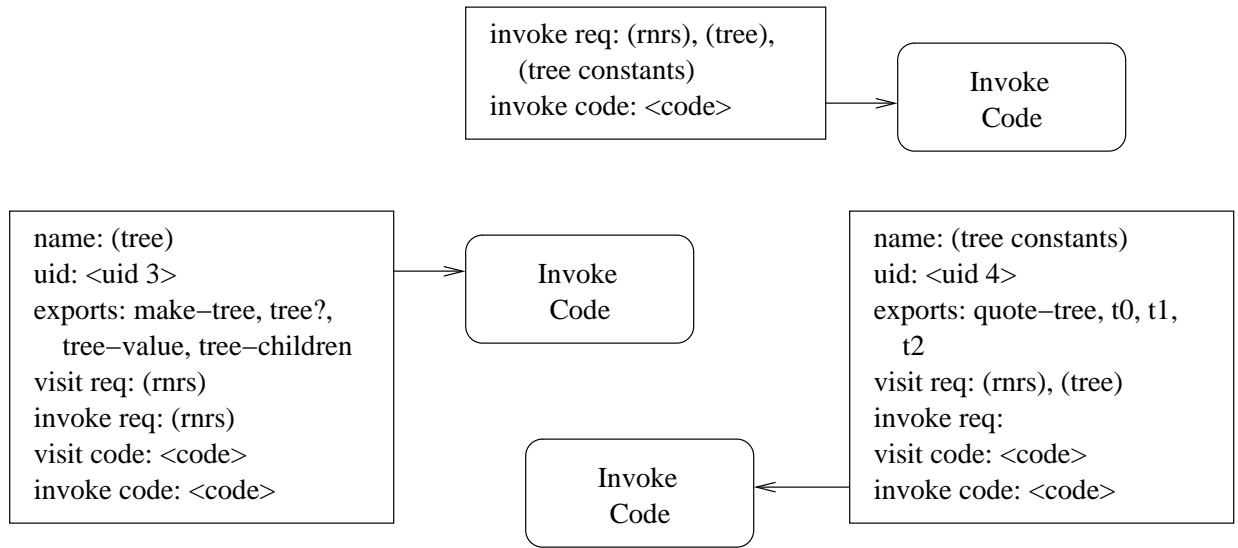 invoke req: (rnrs), (tree),
(tree constants)
invoke code: <code>
Invoke
Code
name: (tree)
uid: <uid 3>
exports: make−tree, tree?,
tree−value, tree−children
visit req: (rnrs)
invoke req: (rnrs)
visit code: <code>
invoke code: <code>
Invoke
Code
name: (tree constants)
uid: <uid 4>
exports: quote−tree, t0, t1,
t2
visit req: (rnrs), (tree)
invoke req:
visit code: <code>
invoke code: <code>
Invoke
Code